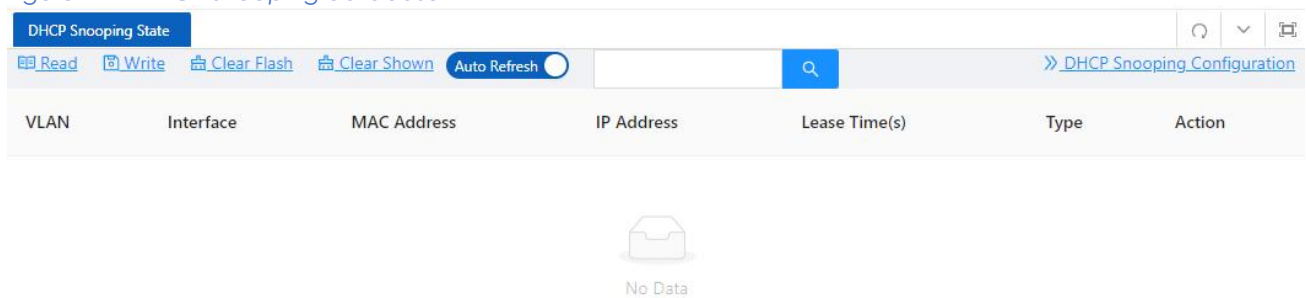 DHCP Snooping State
Read Write Clear Flash Clear Shown Auto Refresh DHCP Snooping Configuration
VLAN Interface MAC Address IP Address Lease Time(s) Type Action
No Data